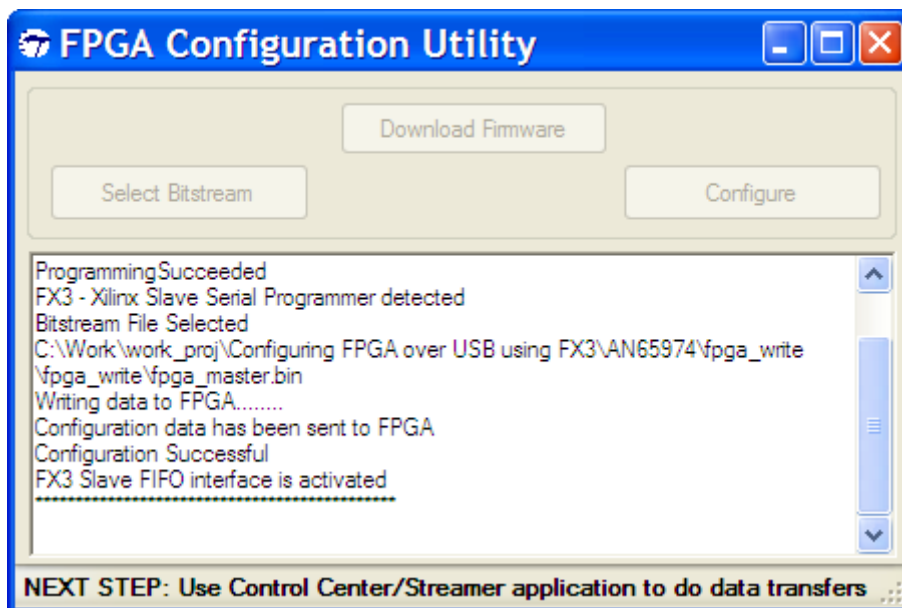 FPGA Configuration Utility
Download Firmware
Select Bitstream
Configure
ProgrammingSucceeded
FX3 - Xilinx Slave Serial Programmer detected
Bitstream File Selected
C:\Work\work_proj\Configuring FPGA over USB using FX3\AN65974\fpga_write
\fpga_write\fpga_master.bin
Writing data to FPGA........
Configuration data has been sent to FPGA
Configuration Successful
FX3 Slave FIFO interface is activated
*********************************************
NEXT STEP: Use Control Center/Streamer application to do data transfers